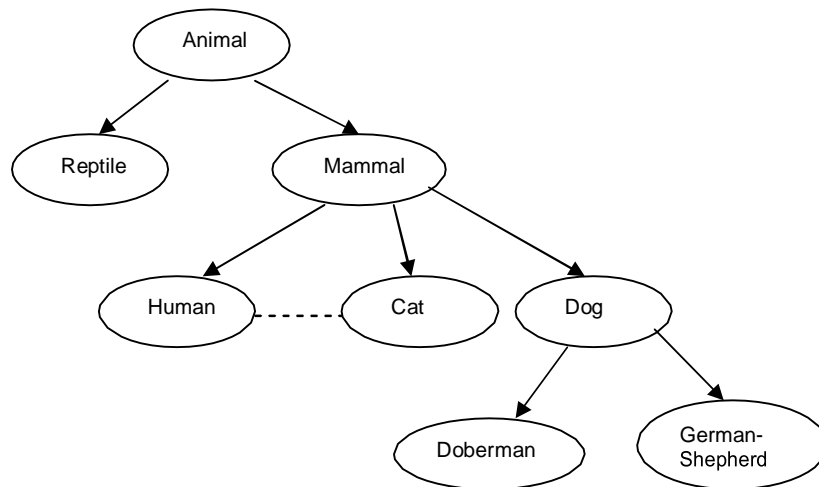 Animal
Reptile
Mammal
Human
Cat
Dog
Doberman
German-
Shepherd